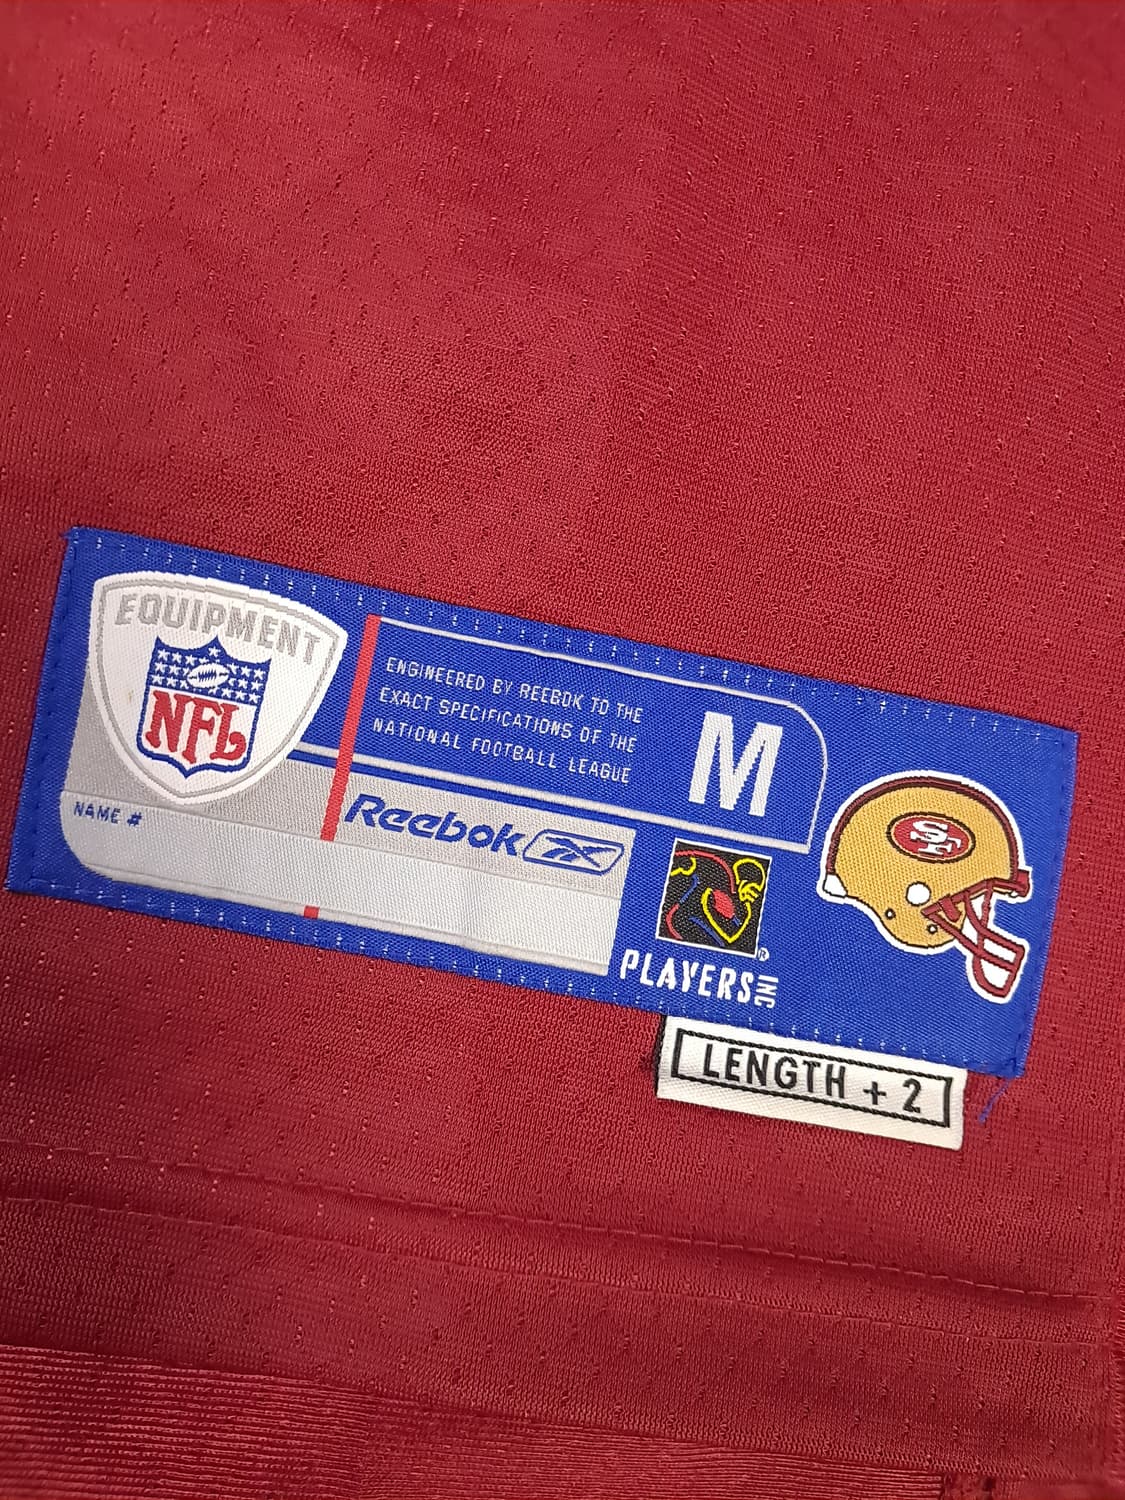 EQUIPMENT
NFL
ENGINEERED BY REEBOK TO THE
EXACT SPECIFICATIONS OF THE
NATIONAL FOOTBALL LEAGUE
M
NAME #
Reebok
SF
®
PLAYERS INC
LENGTH + 2